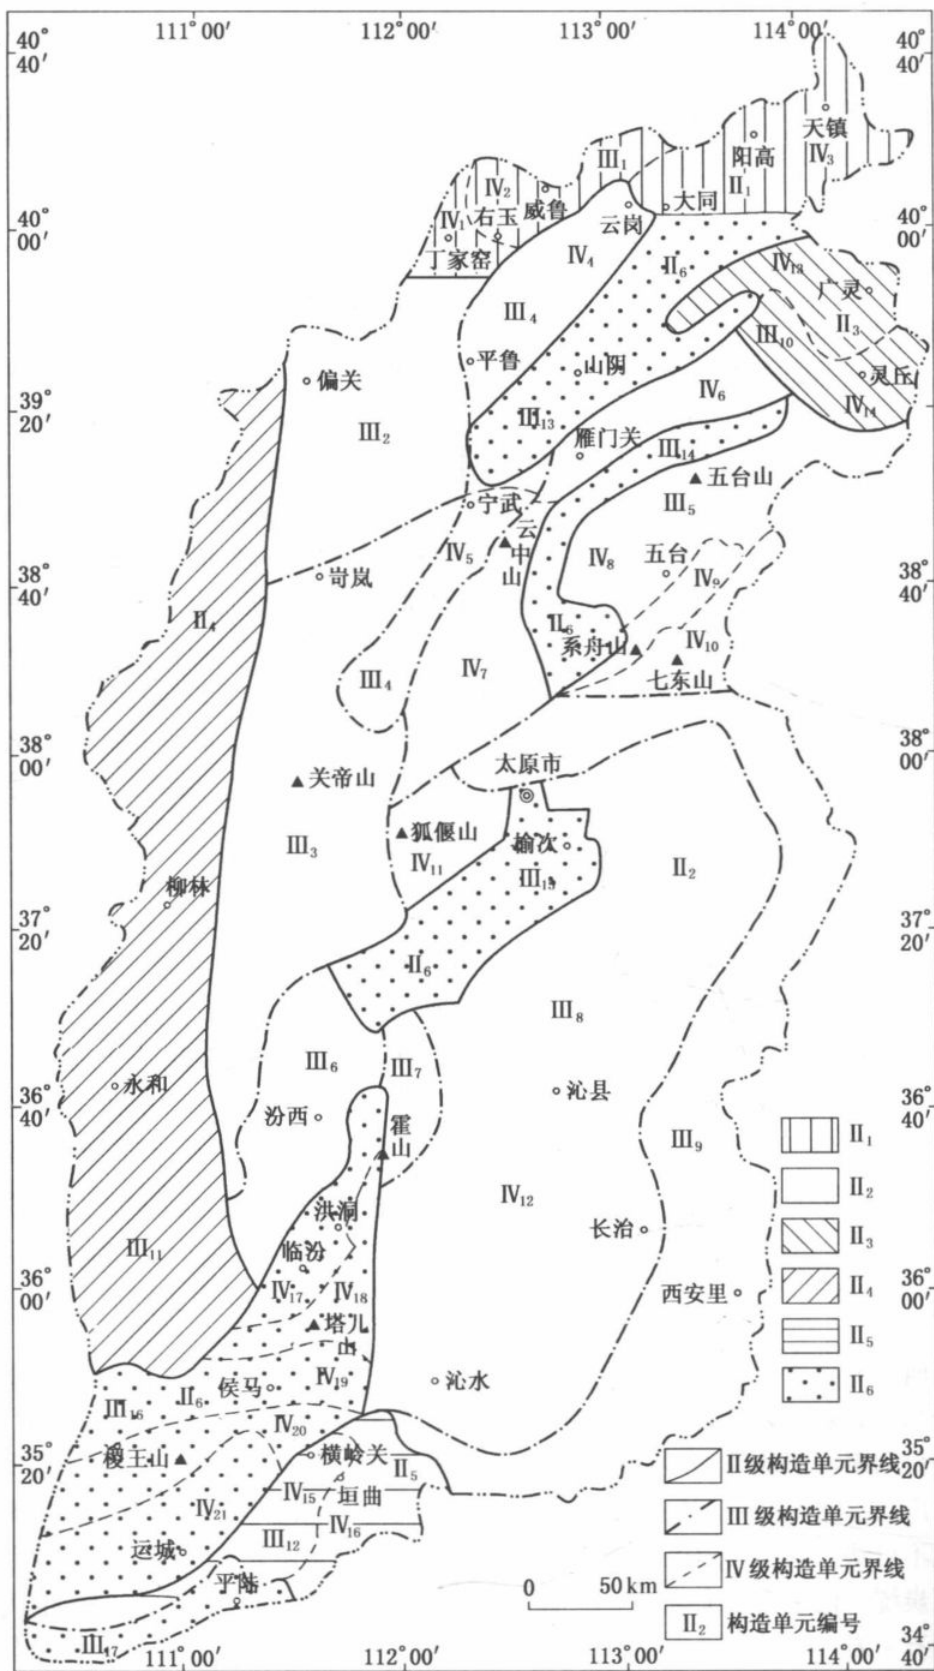 111°00′
112°00′
113°00′
114°00′
40°
40′
40°
40′
天镇
Ⅳ₃
阳高
Ⅱ₁
Ⅲ₁
Ⅳ₂
威鲁
大同
40°
00′
Ⅳ₁
右玉
云岗
40°
00′
丁家窑
Ⅳ₄
Ⅱ₆
Ⅳ₁₃
广灵
Ⅲ₄
Ⅱ₃
Ⅲ₁₀
平鲁
山阴
灵丘
偏关
Ⅳ₆
39°
20′
Ⅳ₁₄
39°
20′
Ⅲ₂
Ⅲ₁₃
雁门关
Ⅲ₁₄
五台山
宁武
Ⅲ₅
云中山
Ⅳ₅
Ⅳ₈
五台
38°
40′
岢岚
Ⅳ₉
38°
40′
Ⅱ₄
Ⅱ₆
系舟山
Ⅳ₁₀
Ⅲ₄
Ⅳ₇
七东山
38°
00′
太原市
38°
00′
关帝山
狐偃山
榆次
Ⅲ₃
Ⅳ₁₁
Ⅱ₂
柳林
Ⅲ₁₅
37°
20′
37°
20′
Ⅱ₆
Ⅲ₈
Ⅲ₆
Ⅲ₇
永和
沁县
36°
40′
汾西
霍山
36°
40′
Ⅱ₁
Ⅲ₉
Ⅱ₂
Ⅳ₁₂
洪洞
长治
Ⅱ₃
Ⅲ₁₁
临汾
36°
00′
Ⅳ₁₇
Ⅳ₁₈
西安里
Ⅱ₄
36°
00′
塔儿山
Ⅱ₅
侯马
Ⅳ₁₉
沁水
Ⅱ₆
Ⅲ₁₆
Ⅱ₆
Ⅳ₂₀
35°
20′
稷王山
横岭关
Ⅱ₅
Ⅱ级构造单元界线
35°
20′
垣曲
Ⅳ₁₅
Ⅳ₂₁
Ⅳ₁₆
Ⅲ级构造单元界线
运城
Ⅲ₁₂
平陆
0 50 km
Ⅳ级构造单元界线
Ⅲ₁₇
Ⅱ₂
构造单元编号
34°
40′
111°00′
112°00′
113°00′
114°00′